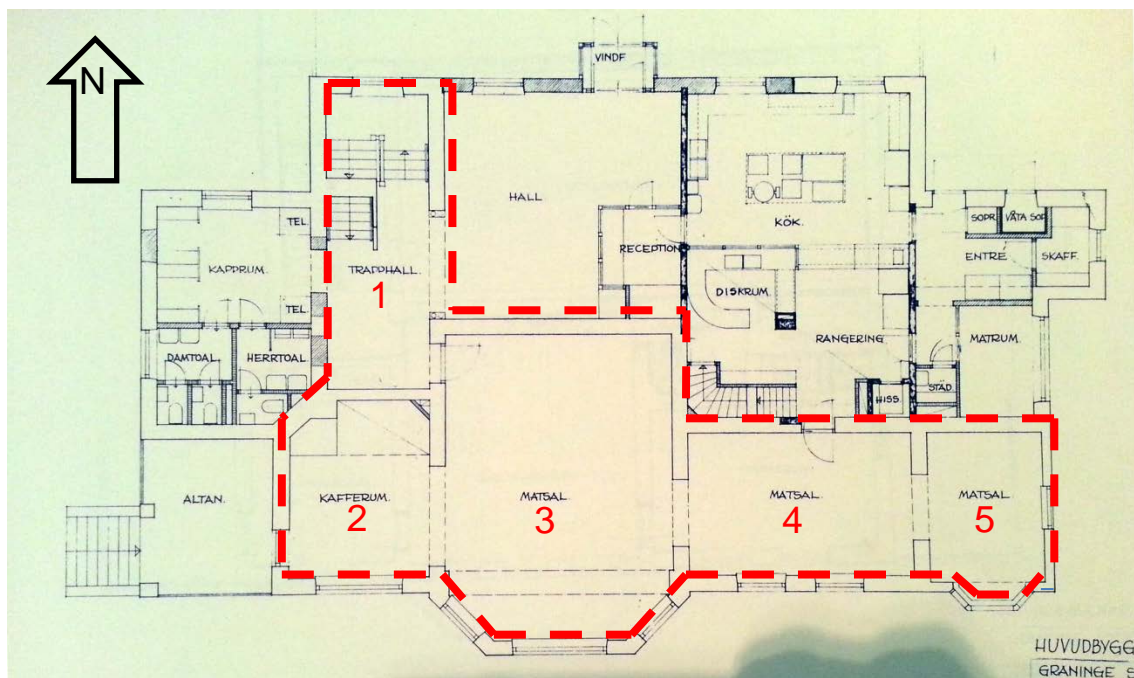 N
VINDF
HALL
TEL.
SOPR.
VÅTA SOP
KÖK.
RECEPTION
ENTRE
SKAFF.
KAPPRUM.
TRAPPHALL.
1
DISKRUM.
TEL
RANGERING
MATRUM.
DAMTOAL.
HERRTOAL
STÄD.
HISS
ALTAN.
KAFFERUM.
2
MATSAL.
3
MATSAL.
4
MATSAL.
5
HUVUDBYGG
GRANINGE S